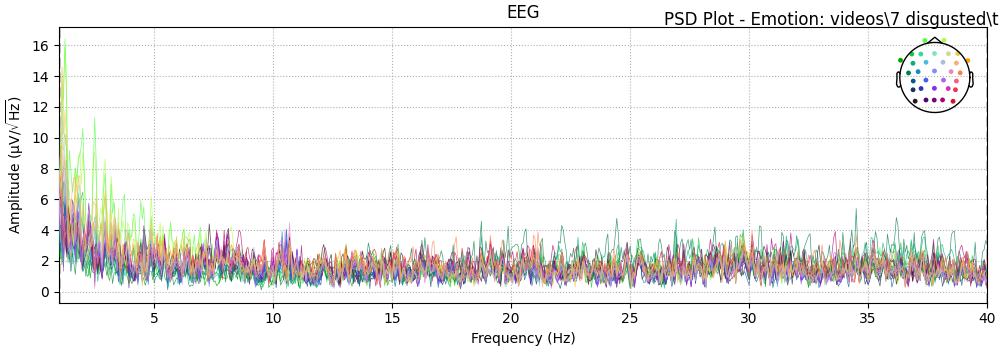 EEG
PSD Plot - Emotion: videos\7 disgusted\t
Amplitude (µV/√Hz)
16
14
12
10
8
6
4
2
0
5 10 15 20 25 30 35 40
Frequency (Hz)